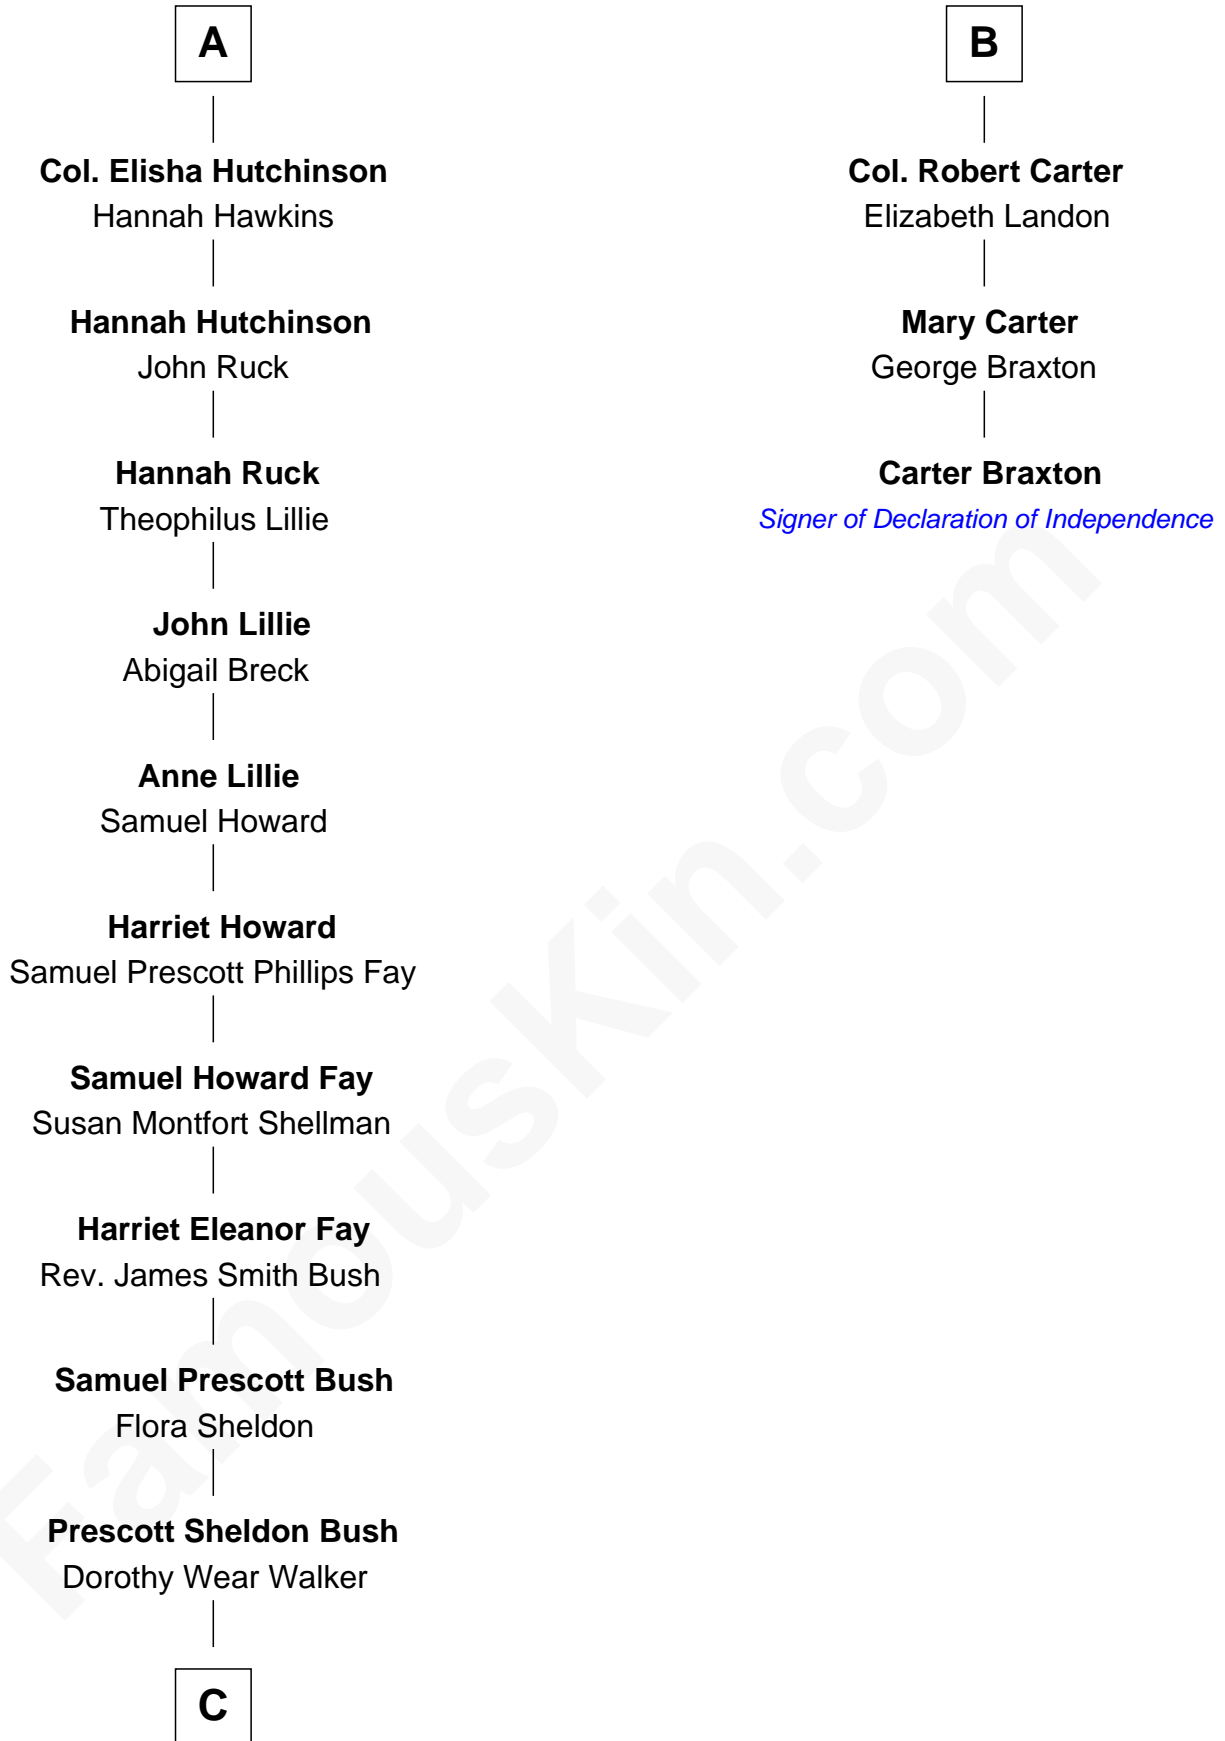 A
Col. Elisha Hutchinson
Hannah Hawkins
Hannah Hutchinson
John Ruck
Hannah Ruck
Theophilus Lillie
John Lillie
Abigail Breck
Anne Lillie
Samuel Howard
Harriet Howard
Samuel Prescott Phillips Fay
Samuel Howard Fay
Susan Montfort Shellman
Harriet Eleanor Fay
Rev. James Smith Bush
Samuel Prescott Bush
Flora Sheldon
Prescott Sheldon Bush
Dorothy Wear Walker
C
B
Col. Robert Carter
Elizabeth Landon
Mary Carter
George Braxton
Carter Braxton
Signer of Declaration of Independence
FamousKin.com